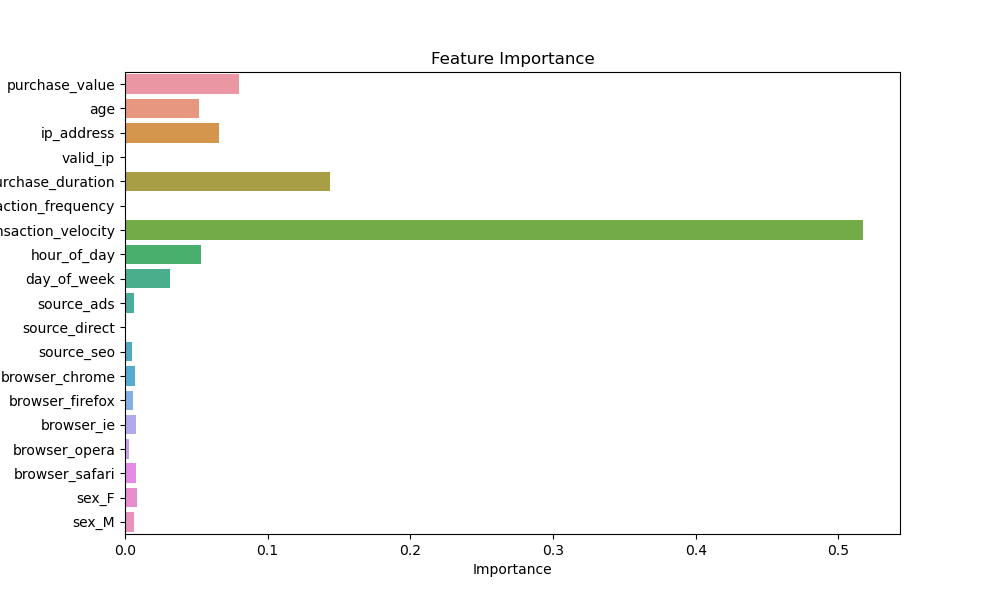 Feature Importance
purchase_value
age
ip_address
valid_ip
urchase_duration
action_frequency
nsaction_velocity
hour_of_day
day_of_week
source_ads
source_direct
source_seo
browser_chrome
browser_firefox
browser_ie
browser_opera
browser_safari
sex_F
sex_M
0.0 0.1 0.2 0.3 0.4 0.5
Importance